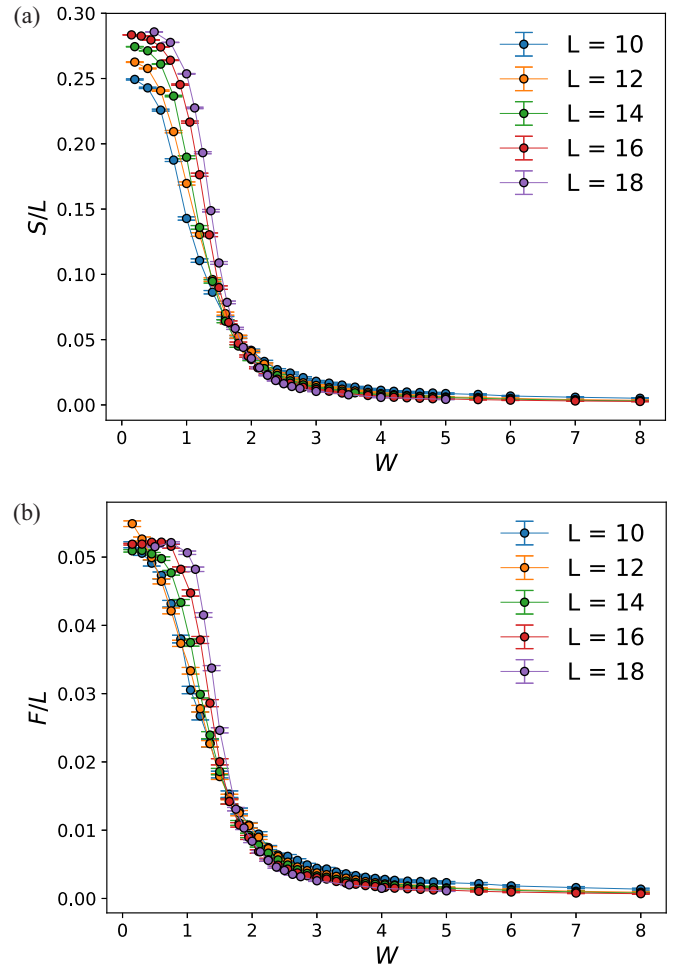 (a)
0.30
0.25
0.20
0.15
0.10
0.05
0.00
S/L
L = 10
L = 12
L = 14
L = 16
L = 18
0 1 2 3 4 5 6 7 8
W
(b)
0.05
0.04
0.03
0.02
0.01
0.00
F/L
L = 10
L = 12
L = 14
L = 16
L = 18
0 1 2 3 4 5 6 7 8
W